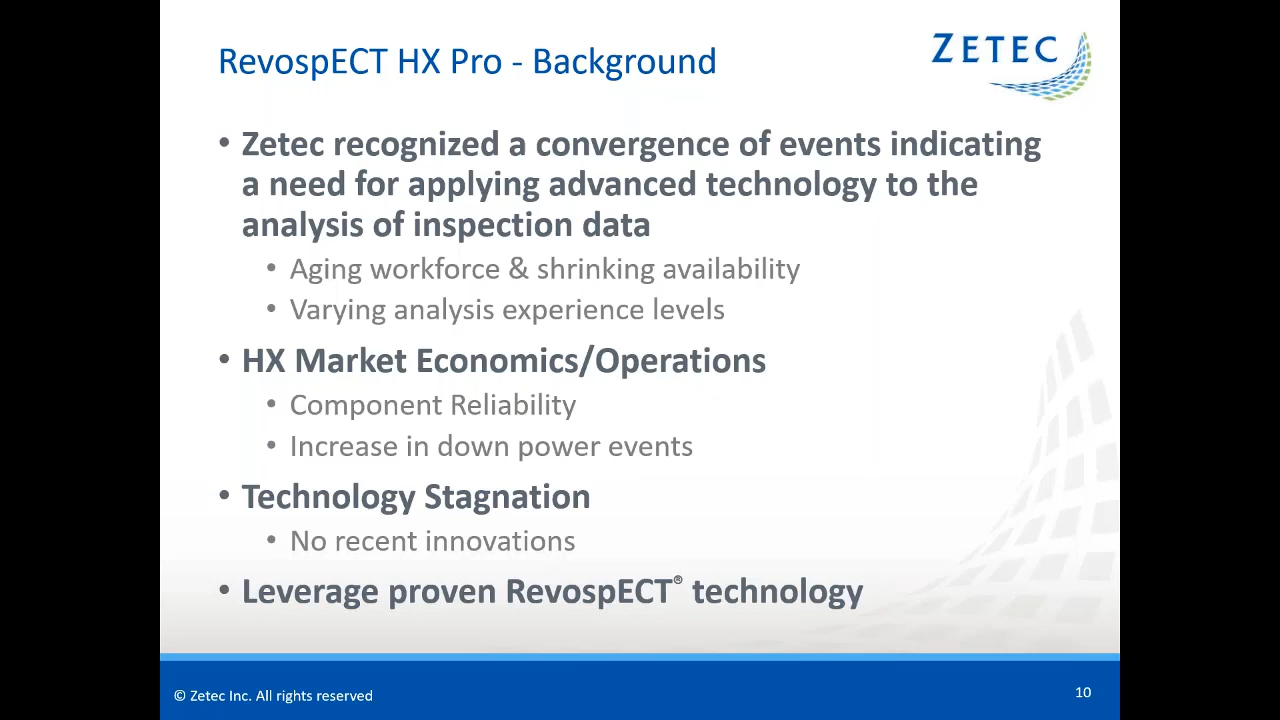 RevospECT HX Pro - Background
ZETEC
• Zetec recognized a convergence of events indicating
a need for applying advanced technology to the
analysis of inspection data
• Aging workforce & shrinking availability
• Varying analysis experience levels
• HX Market Economics/Operations
• Component Reliability
• Increase in down power events
• Technology Stagnation
• No recent innovations
• Leverage proven RevospECT® technology
© Zetec Inc. All rights reserved
10